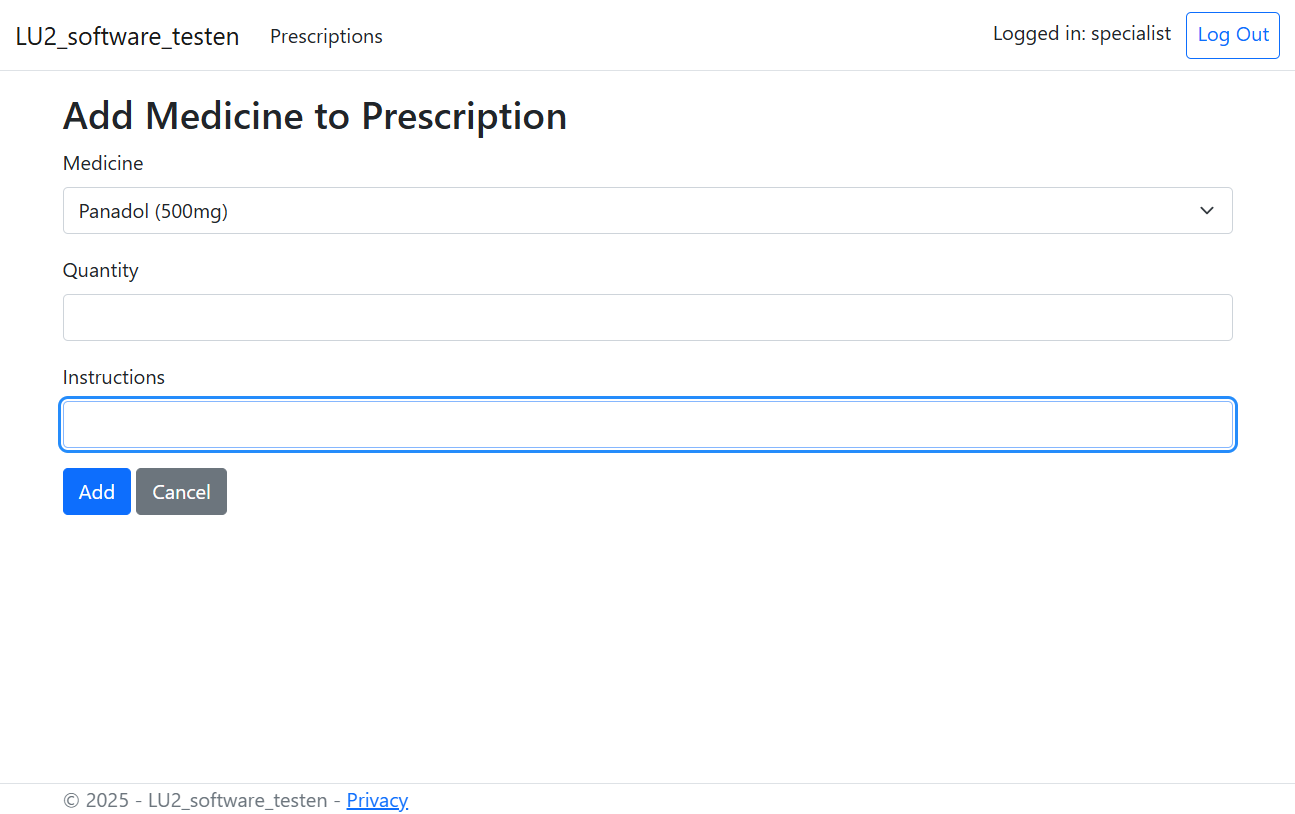 LU2_software_testen Prescriptions Logged in: specialist Log Out
Add Medicine to Prescription
Medicine
Panadol (500mg)
Quantity
Instructions
Add Cancel
© 2025 - LU2_software_testen - Privacy